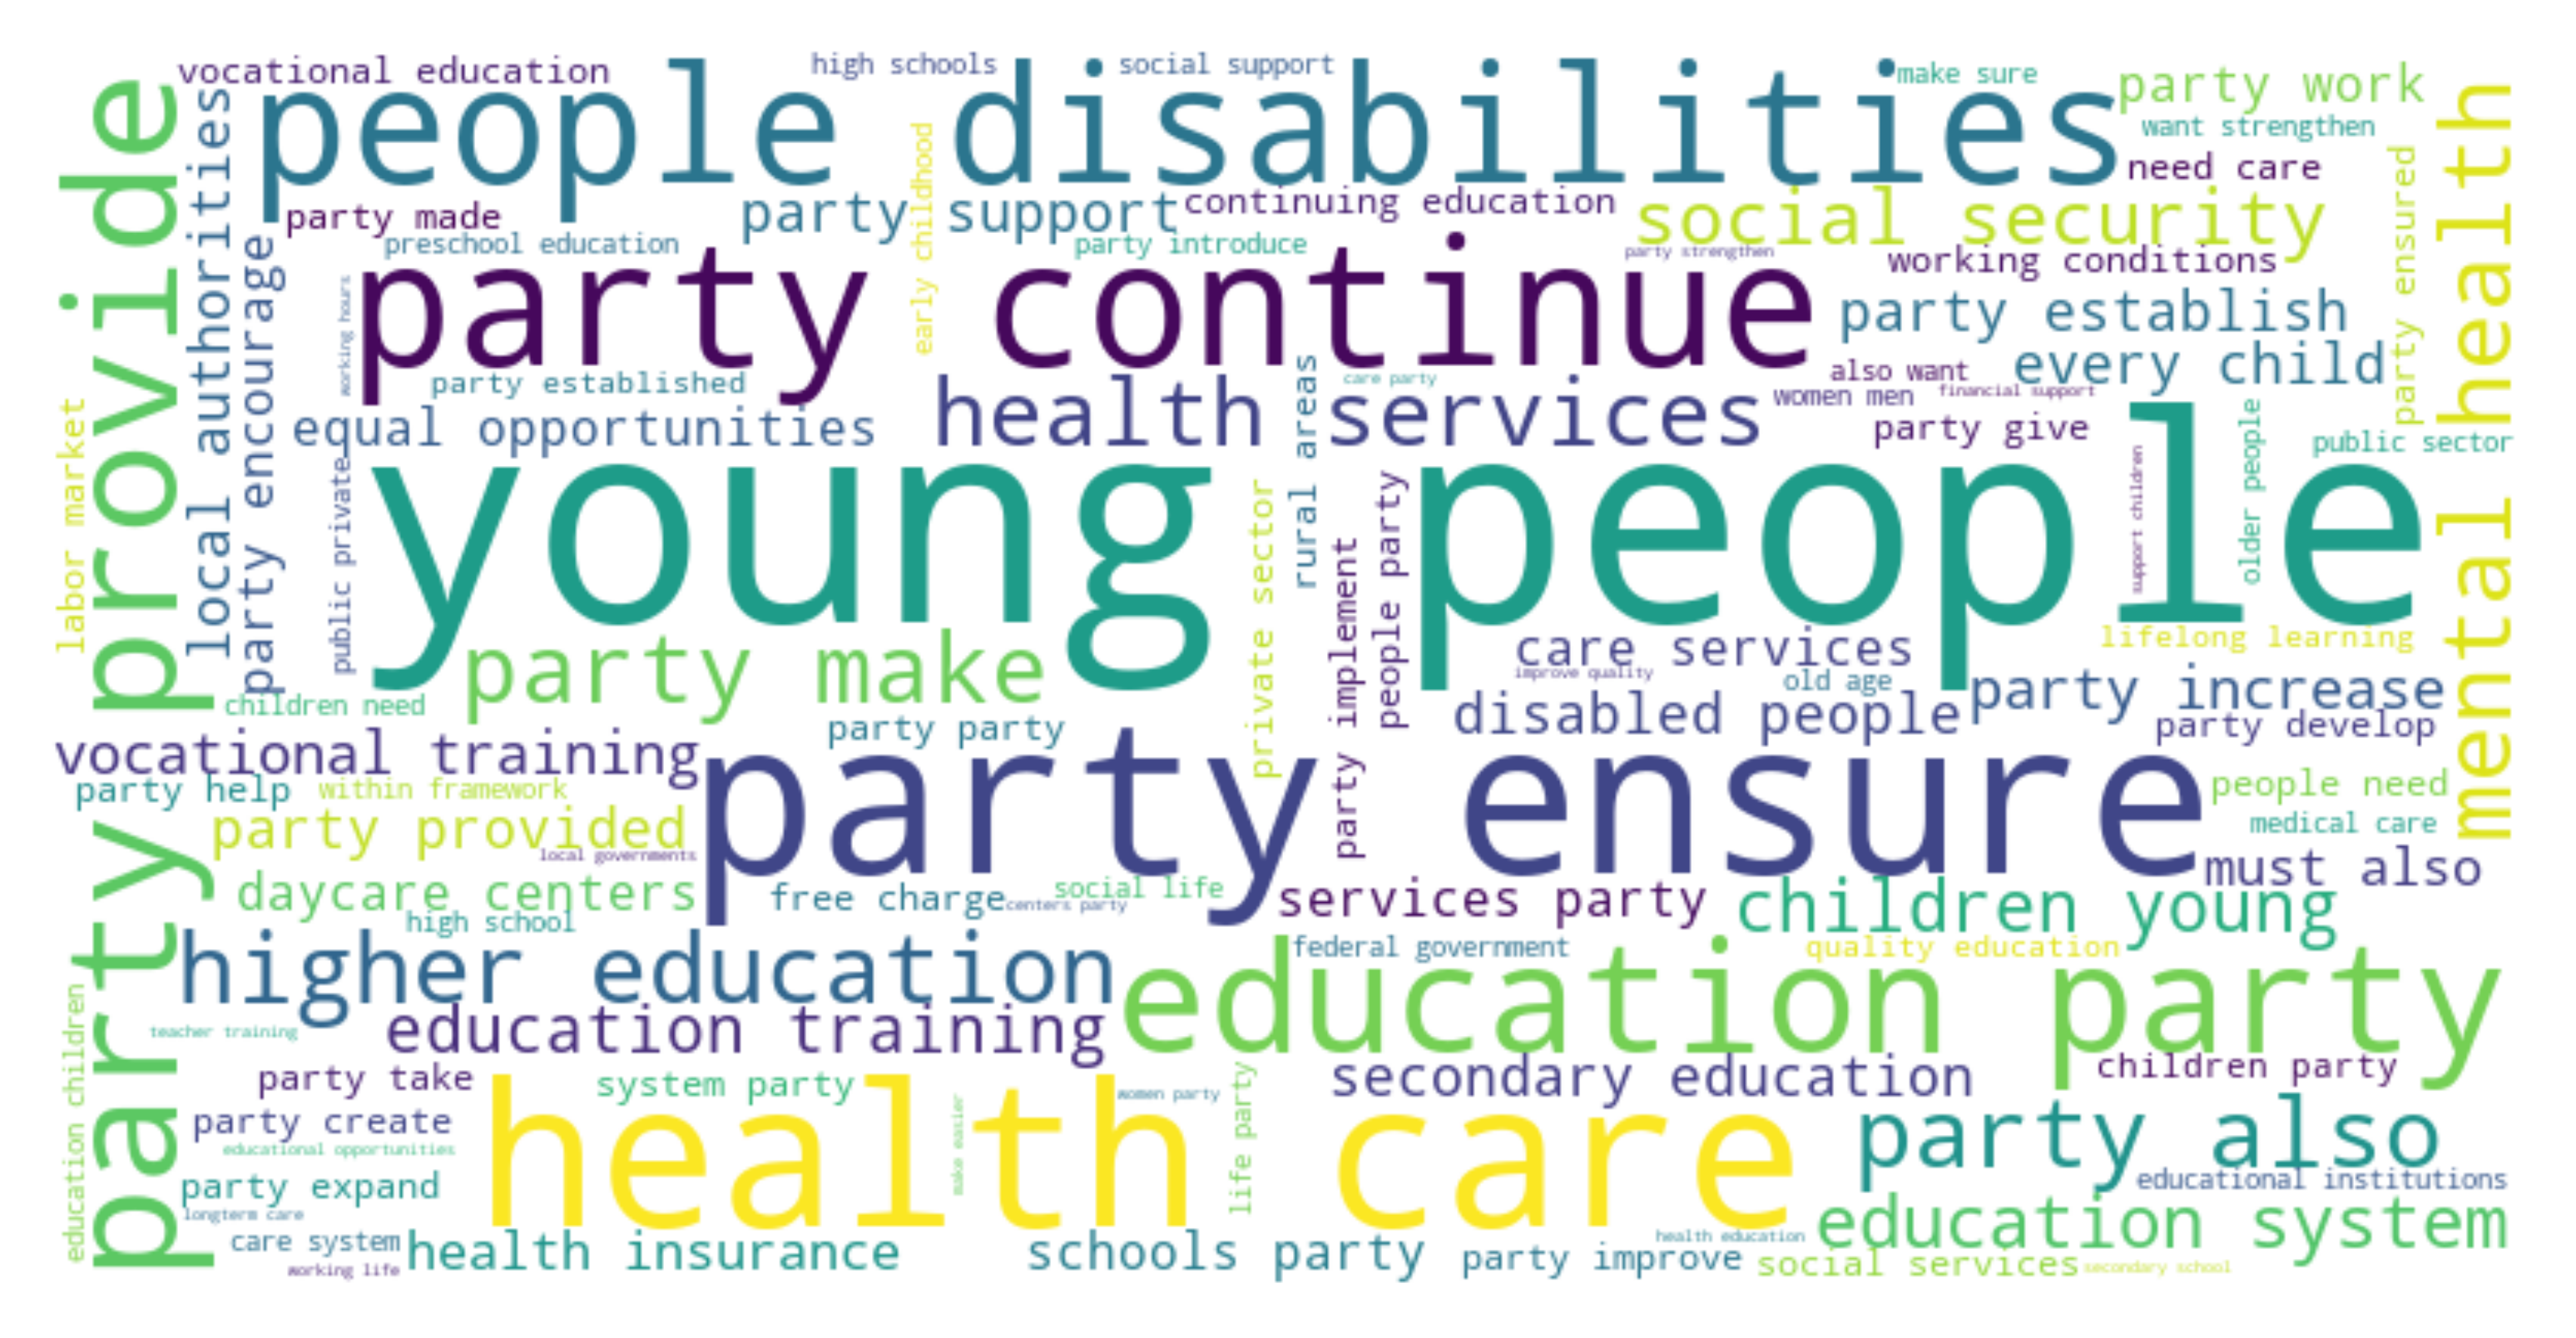 vocational education
high schools
social support
make sure
party work
people disabilities
want strengthen
need care
provide party
local authorities
party encourage
early childhood
party made
party support
continuing education
social security
party ensured
mental health
preschool education
party introduce
party strengthen
working conditions
working hours
party continue
party establish
party established
care party
also want
every child
rural areas
women men
financial support
equal opportunities
health services
party give
public sector
labor market
public private
young people
private sector
party implement
people party
support children
older people
care services
lifelong learning
improve quality
old age
party make
children need
party increase
disabled people
party develop
party party
vocational training
party ensure
party help
within framework
people need
party provided
medical care
local governments
must also
daycare centers
free charge
social life
centers party
services party
children young
high school
federal government
quality education
higher education
education party
education children
teacher training
education training
party take
system party
women party
secondary education
children party
make easier
life party
party create
health care
party also
educational opportunities
educational institutions
party expand
longterm care
education system
care system
health insurance
schools party
party improve
health education
social services
secondary school
working life